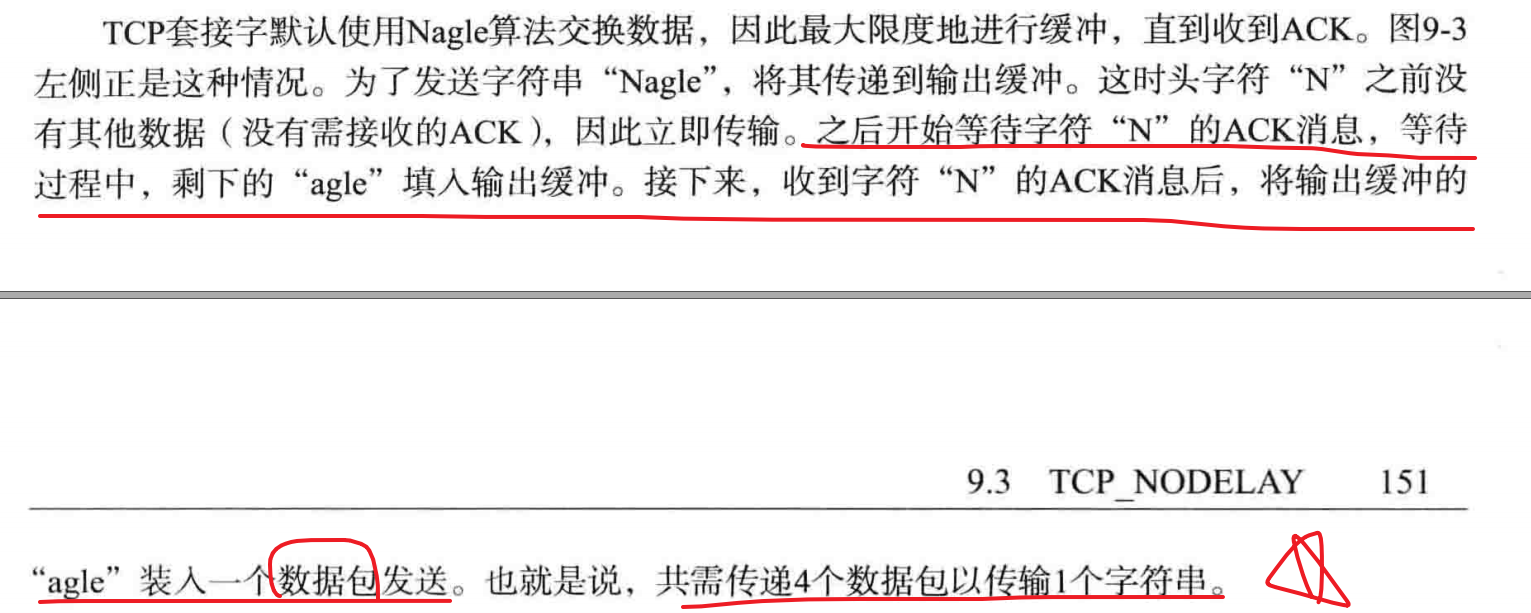 TCP套接字默认使用Nagle算法交换数据，因此最大限度地进行缓冲，直到收到ACK。图9-3
左侧正是这种情况。为了发送字符串“Nagle”，将其传递到输出缓冲。这时头字符“N”之前没
有其他数据（没有需接收的ACK），因此立即传输。之后开始等待字符“N”的ACK消息，等待
过程中，剩下的“agle”填入输出缓冲。接下来，收到字符“N”的ACK消息后，将输出缓冲的
9.3 TCP_NODELAY 151
“agle”装入一个数据包发送。也就是说，共需传递4个数据包以传输1个字符串。